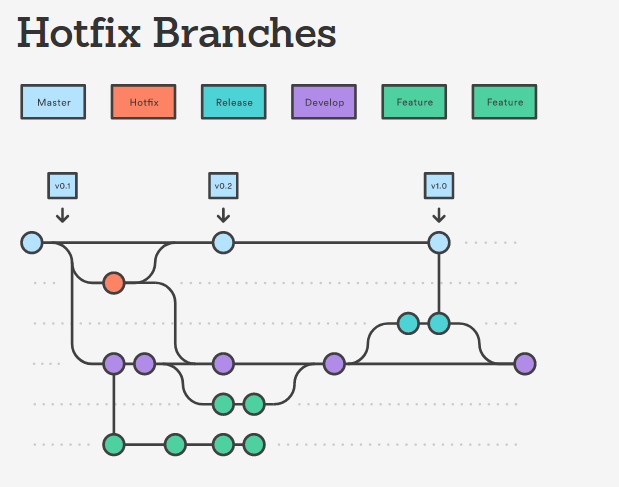 Hotfix Branches
Master Hotfix Release Develop Feature Feature
v0.1 v0.2 v1.0